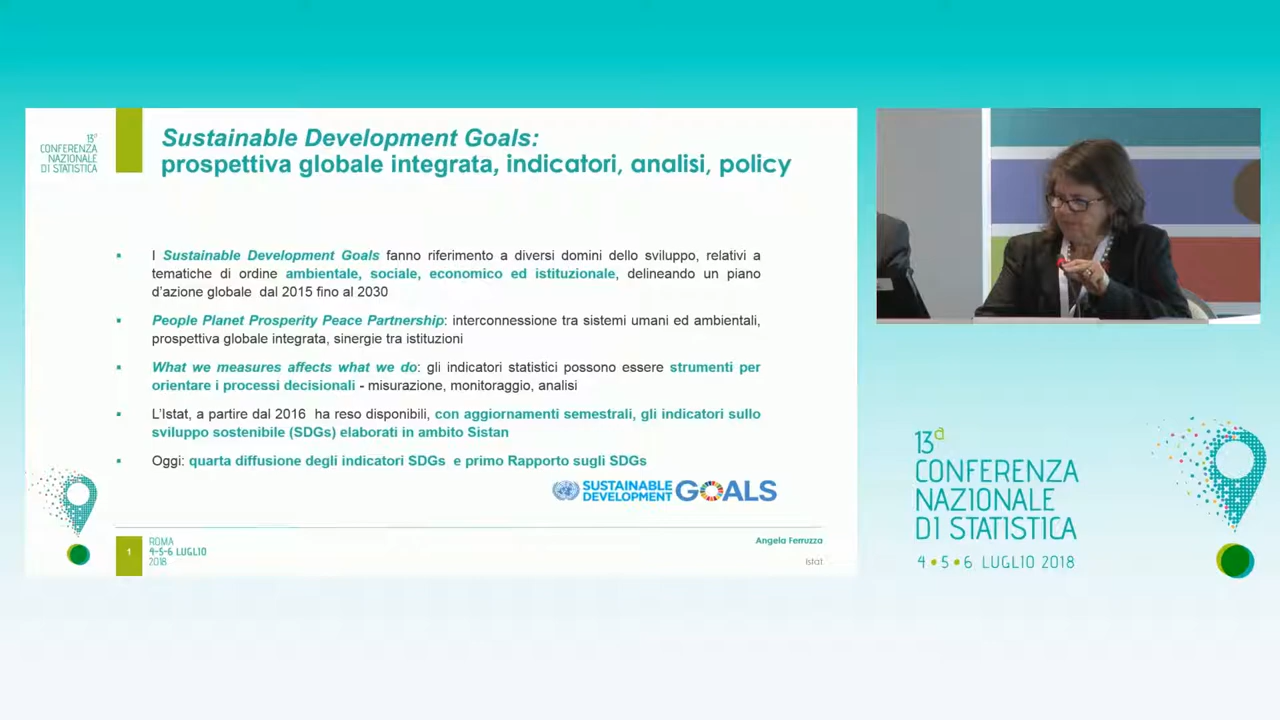 13ª
CONFERENZA
NAZIONALE
DI STATISTICA
Sustainable Development Goals:
prospettiva globale integrata, indicatori, analisi, policy
I Sustainable Development Goals fanno riferimento a diversi domini dello sviluppo, relativi a
tematiche di ordine ambientale, sociale, economico ed istituzionale, delineando un piano
d'azione globale dal 2015 fino al 2030
People Planet Prosperity Peace Partnership: interconnessione tra sistemi umani ed ambientali,
prospettiva globale integrata, sinergie tra istituzioni
What we measures affects what we do: gli indicatori statistici possono essere strumenti per
orientare i processi decisionali - misurazione, monitoraggio, analisi
L'Istat, a partire dal 2016 ha reso disponibili, con aggiornamenti semestrali, gli indicatori sullo
sviluppo sostenibile (SDGs) elaborati in ambito Sistan
Oggi: quarta diffusione degli indicatori SDGs e primo Rapporto sugli SDGs
SUSTAINABLE
DEVELOPMENT GOALS
1
ROMA
4-5-6 LUGLIO
2018
Angela Ferruzza
Istat
13ª
CONFERENZA
NAZIONALE
DI STATISTICA
4 • 5 • 6 LUGLIO 2018